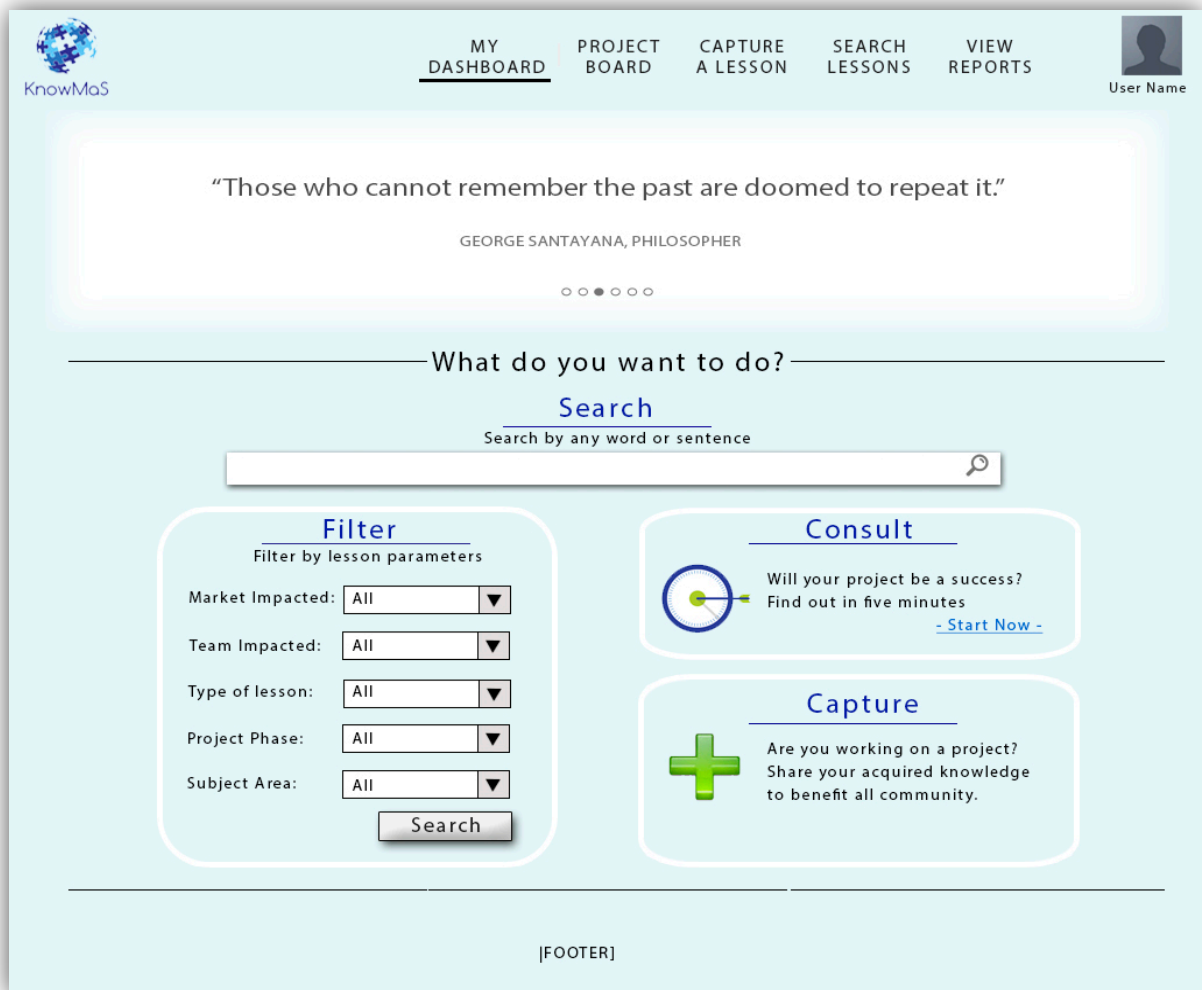 KnowMaS
MY
DASHBOARD
PROJECT
BOARD
CAPTURE
A LESSON
SEARCH
LESSONS
VIEW
REPORTS
User Name
“Those who cannot remember the past are doomed to repeat it.”
GEORGE SANTAYANA, PHILOSOPHER
What do you want to do?
Search
Search by any word or sentence
Filter
Filter by lesson parameters
Market Impacted: All
Team Impacted: All
Type of lesson: All
Project Phase: All
Subject Area: All
Search
Consult
Will your project be a success?
Find out in five minutes
- Start Now -
Capture
Are you working on a project?
Share your acquired knowledge
to benefit all community.
|FOOTER]